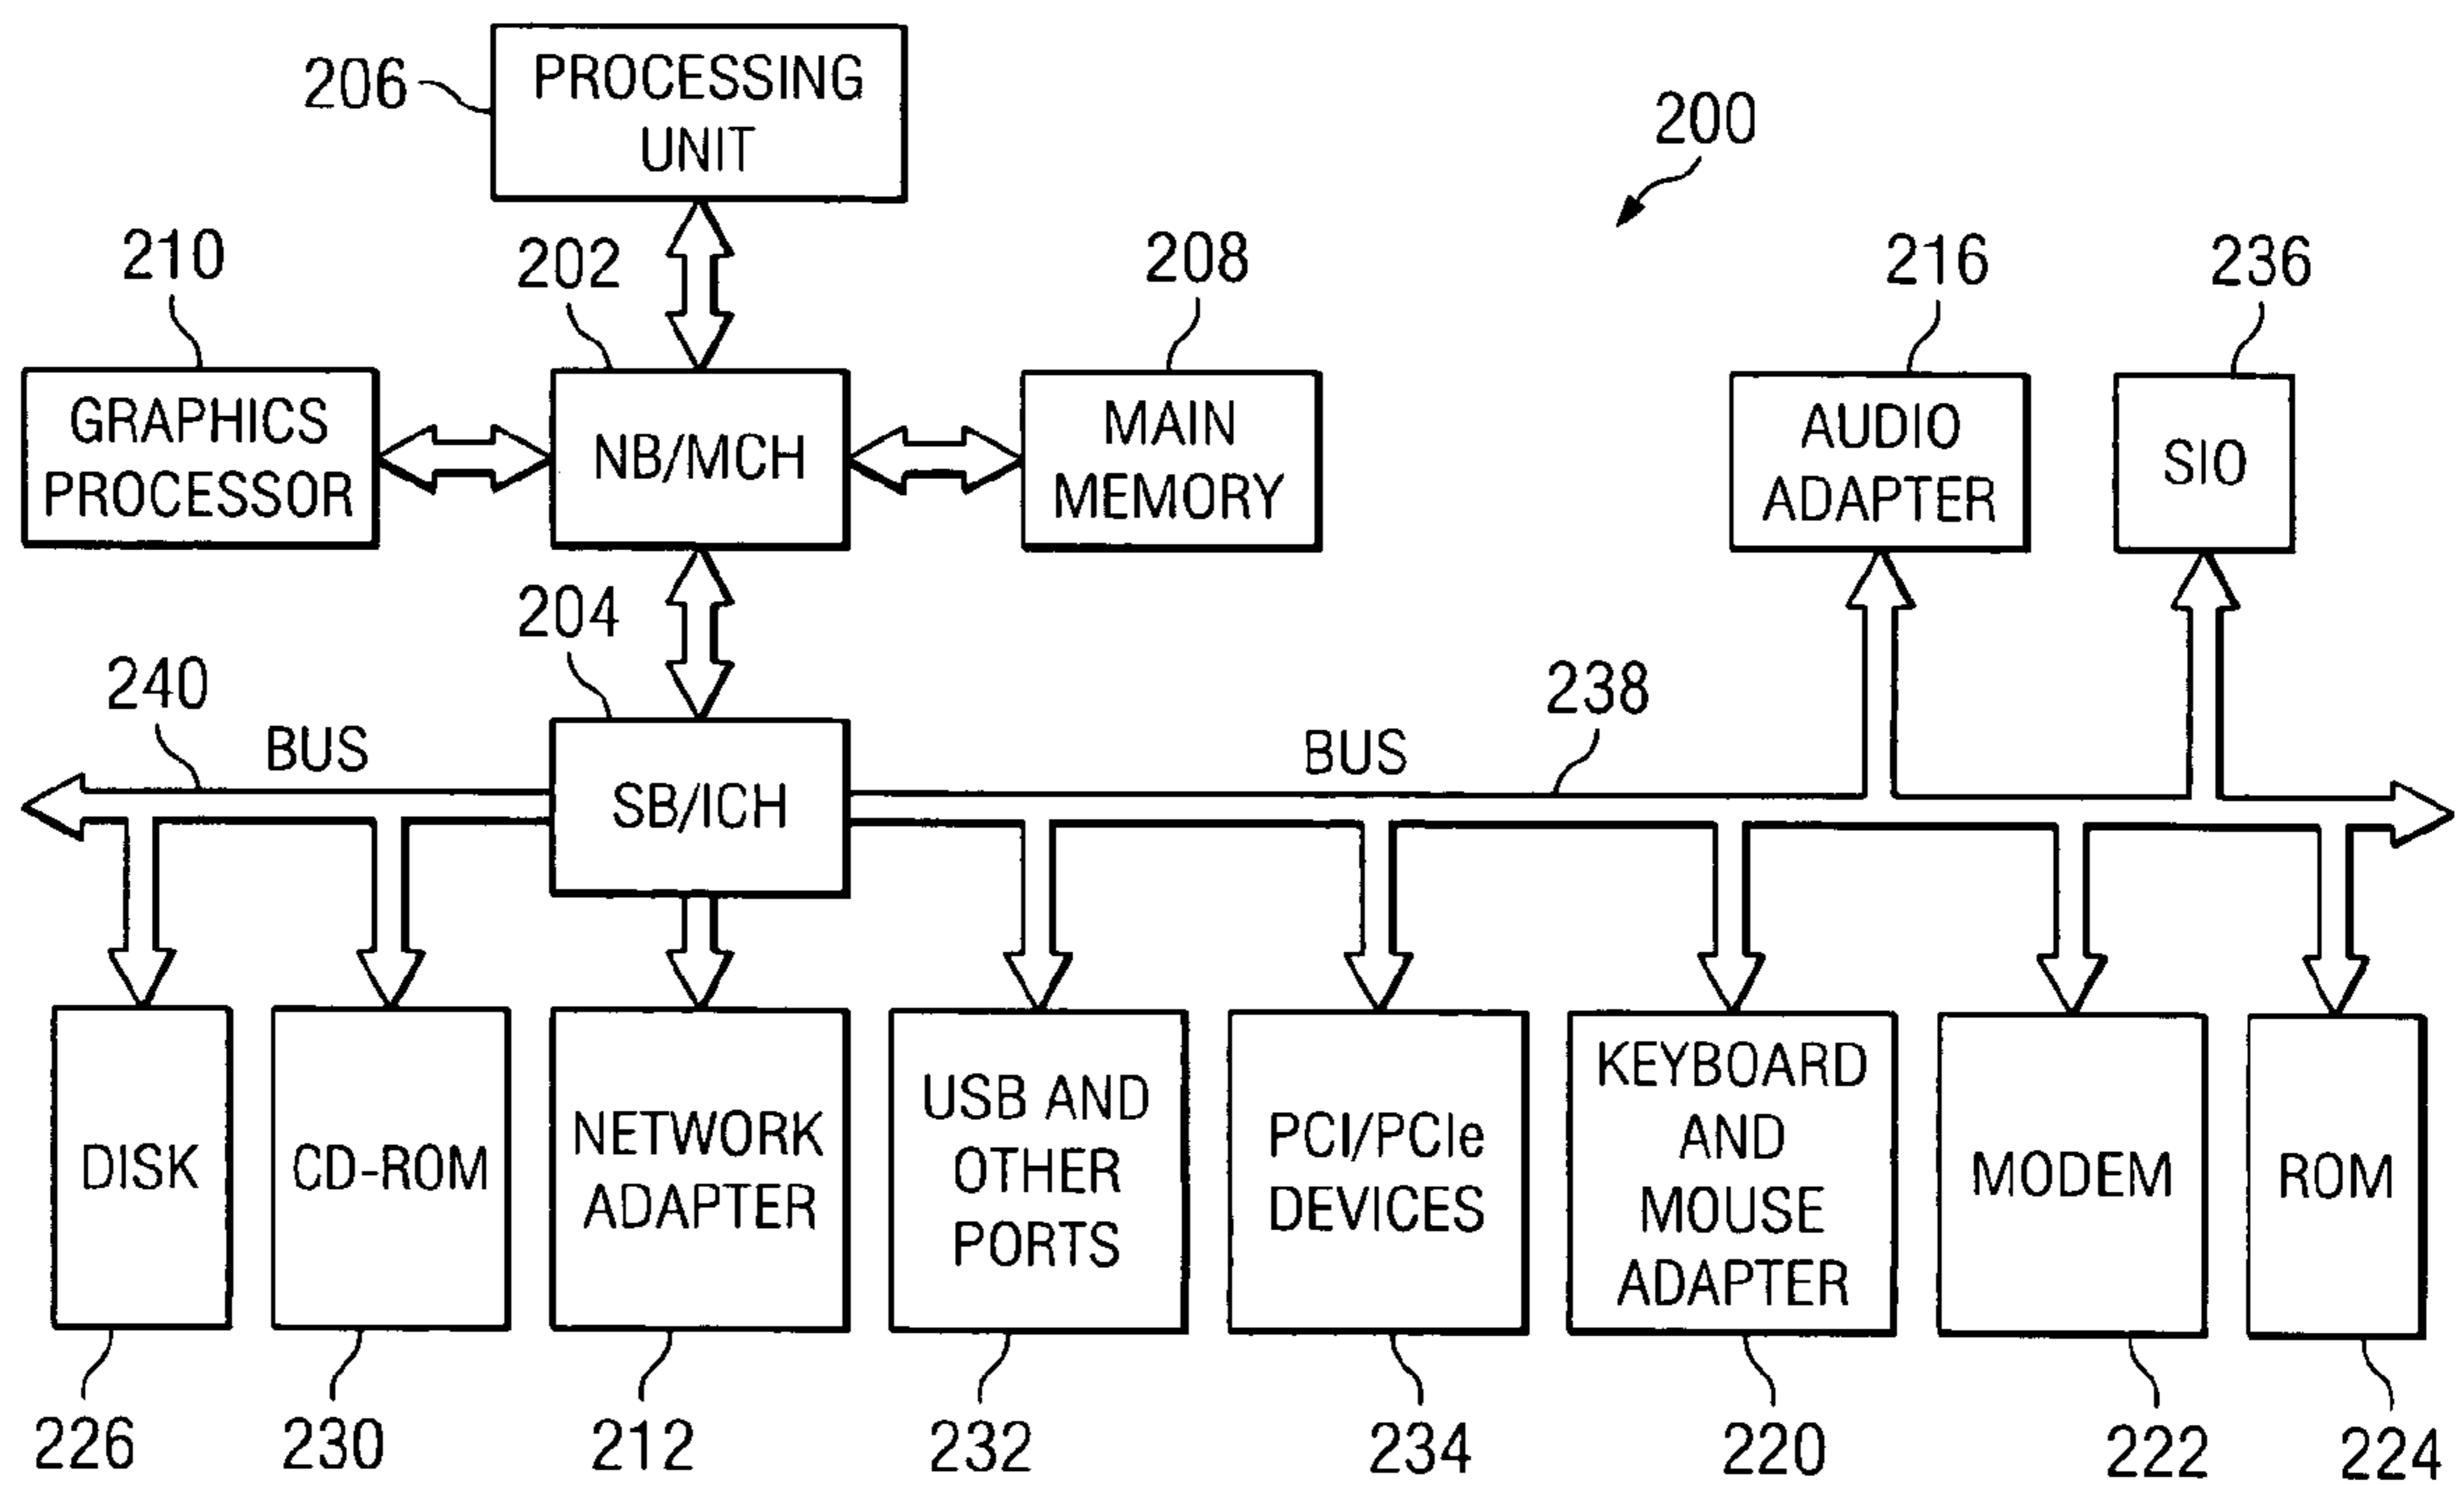 PROCESSING
UNIT
206
200
210
202
208
216
236
GRAPHICS
PROCESSOR
NB/MCH
MAIN
MEMORY
AUDIO
ADAPTER
SIO
204
240
BUS
238
BUS
SB/ICH
DISK
CD-ROM
NETWORK
ADAPTER
USB AND
OTHER
PORTS
PCI/PCIe
DEVICES
KEYBOARD
AND
MOUSE
ADAPTER
MODEM
ROM
226
230
212
232
234
220
222
224